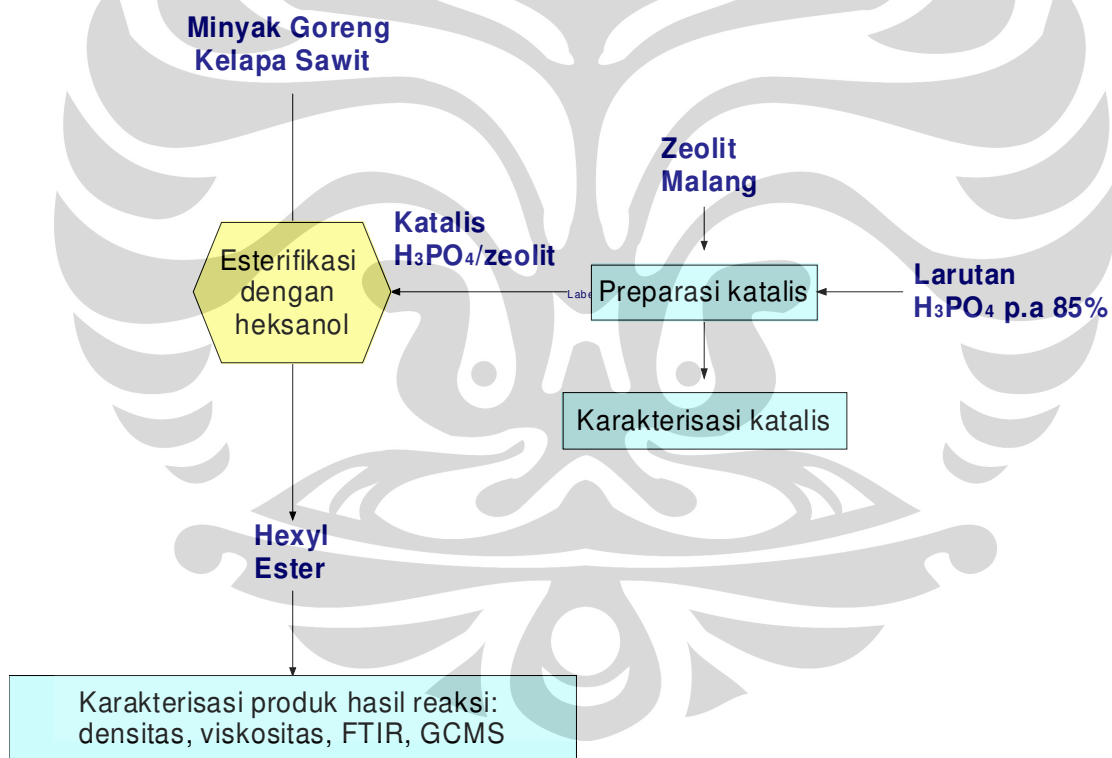 Minyak Goreng
Kelapa Sawit
Zeolit
Malang
Katalis
H₃PO₄/zeolit
Esterifikasi
dengan
heksanol
Labe
Preparasi katalis
Larutan
H₃PO₄ p.a 85%
Karakterisasi katalis
Hexyl
Ester
Karakterisasi produk hasil reaksi:
densitas, viskositas, FTIR, GCMS